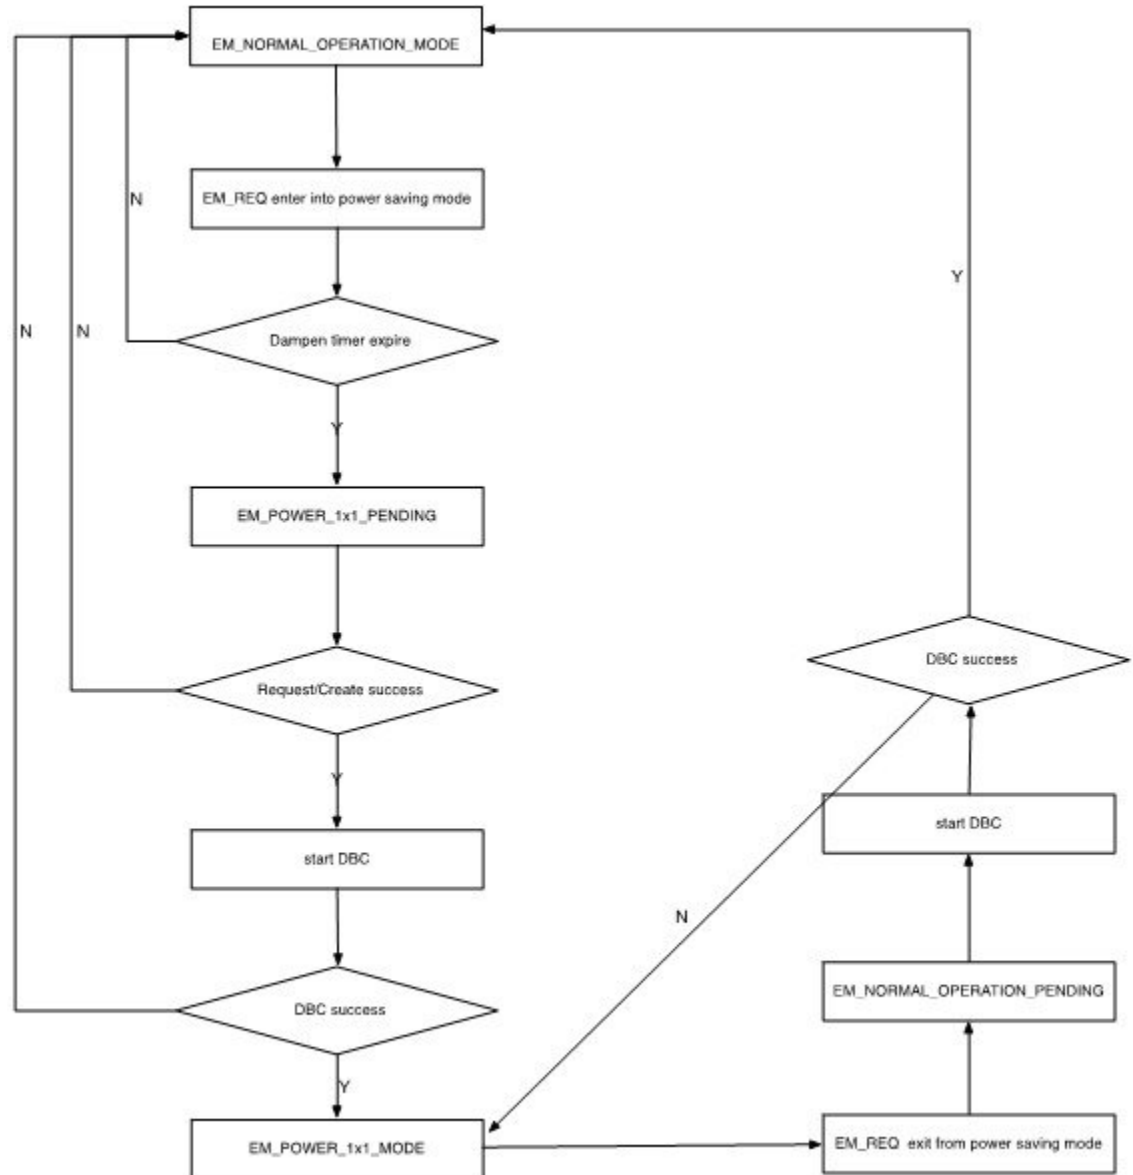 EM_NORMAL_OPERATION_MODE
EM_REQ enter into power saving mode
N
Y
N
N
Dampen timer expire
Y
EM_POWER_1x1_PENDING
DBC success
Request/Create success
Y
start DBC
start DBC
N
EM_NORMAL_OPERATION_PENDING
DBC success
Y
EM_POWER_1x1_MODE
EM_REQ exit from power saving mode